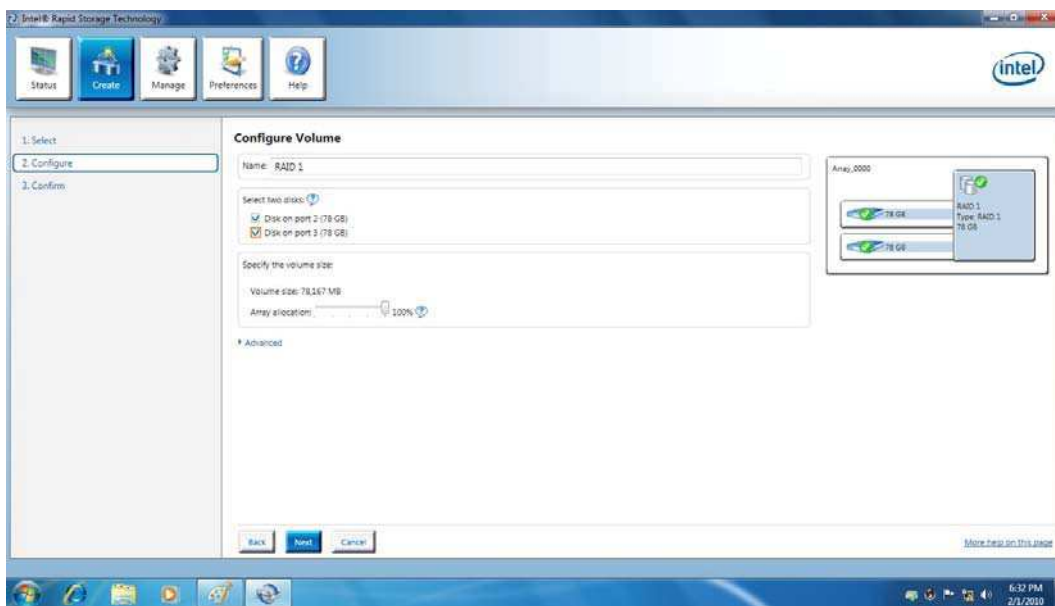 Intel® Rapid Storage Technology
Status
Create
Manage
Preferences
Help
intel
1. Select
2. Configure
3. Confirm
Configure Volume
Name: RAID 1
Select two disks:
Disk on port 2 (78 GB)
Disk on port 3 (78 GB)
Specify the volume size:
Volume size: 78,167 MB
Array allocation: 100%
Advanced
Array_0000
78 GB
78 GB
RAID 1
Type: RAID 1
78 GB
Back
Next
Cancel
More help on this page
6:32 PM
2/1/2010